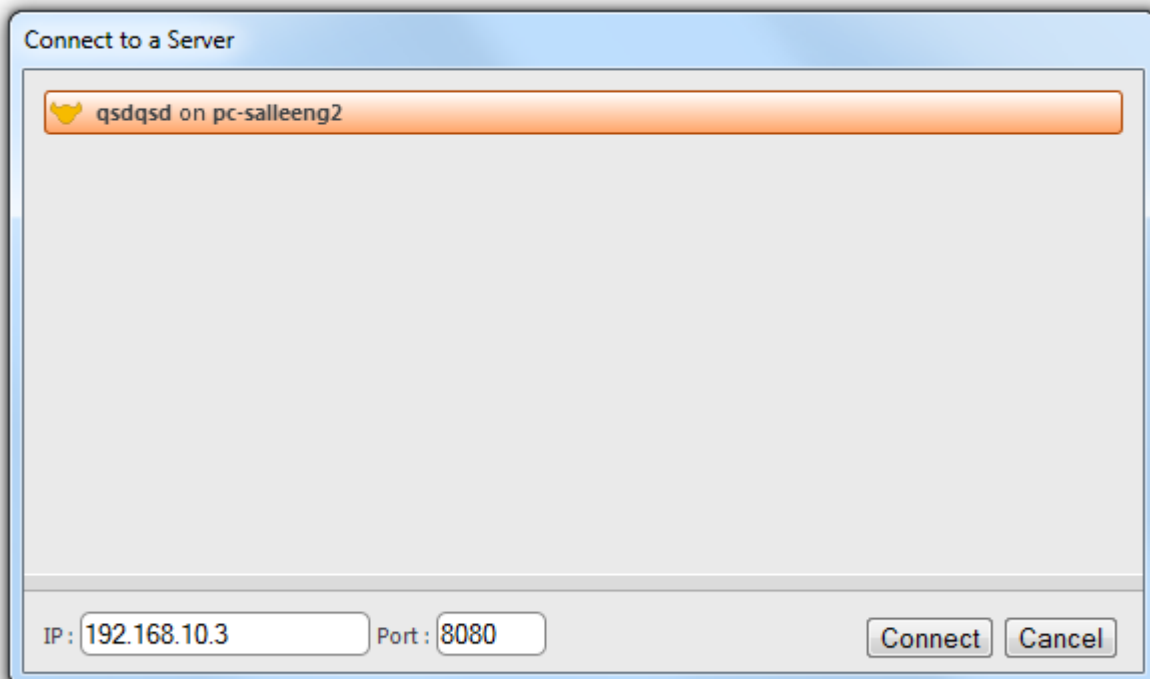 Connect to a Server
qsdqsd on pc-salleeng2
IP : 192.168.10.3 Port : 8080 Connect Cancel